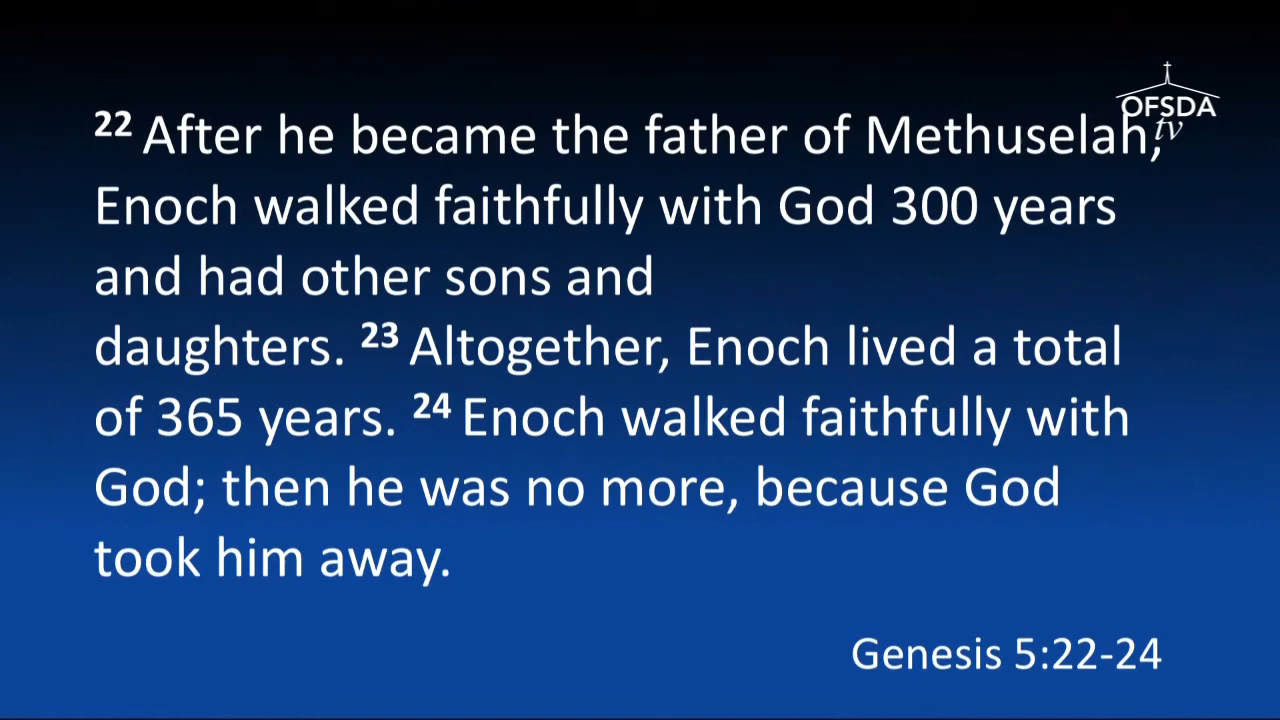 22 After he became the father of Methuselah,
Enoch walked faithfully with God 300 years
and had other sons and
daughters. 23 Altogether, Enoch lived a total
of 365 years. 24 Enoch walked faithfully with
God; then he was no more, because God
took him away.
Genesis 5:22-24
OFSDA
tv